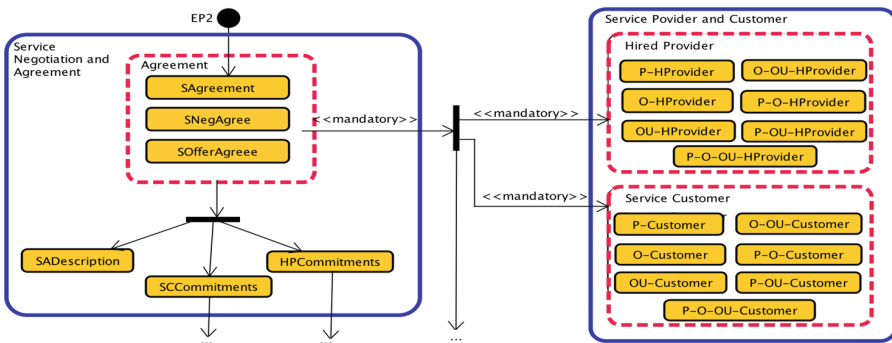 EP2
Service
Negotiation and
Agreement
Agreement
SAgreement
SNegAgree
SOfferAgreee
<<mandatory>>
SADescription
HPCommitments
SCCommitments
...
...
...
Service Povider and Customer
Hired Provider
P-HProvider
O-OU-HProvider
O-HProvider
P-O-HProvider
OU-HProvider
P-OU-HProvider
P-O-OU-HProvider
<<mandatory>>
<<mandatory>>
Service Customer
P-Customer
O-OU-Customer
O-Customer
P-O-Customer
OU-Customer
P-OU-Customer
P-O-OU-Customer